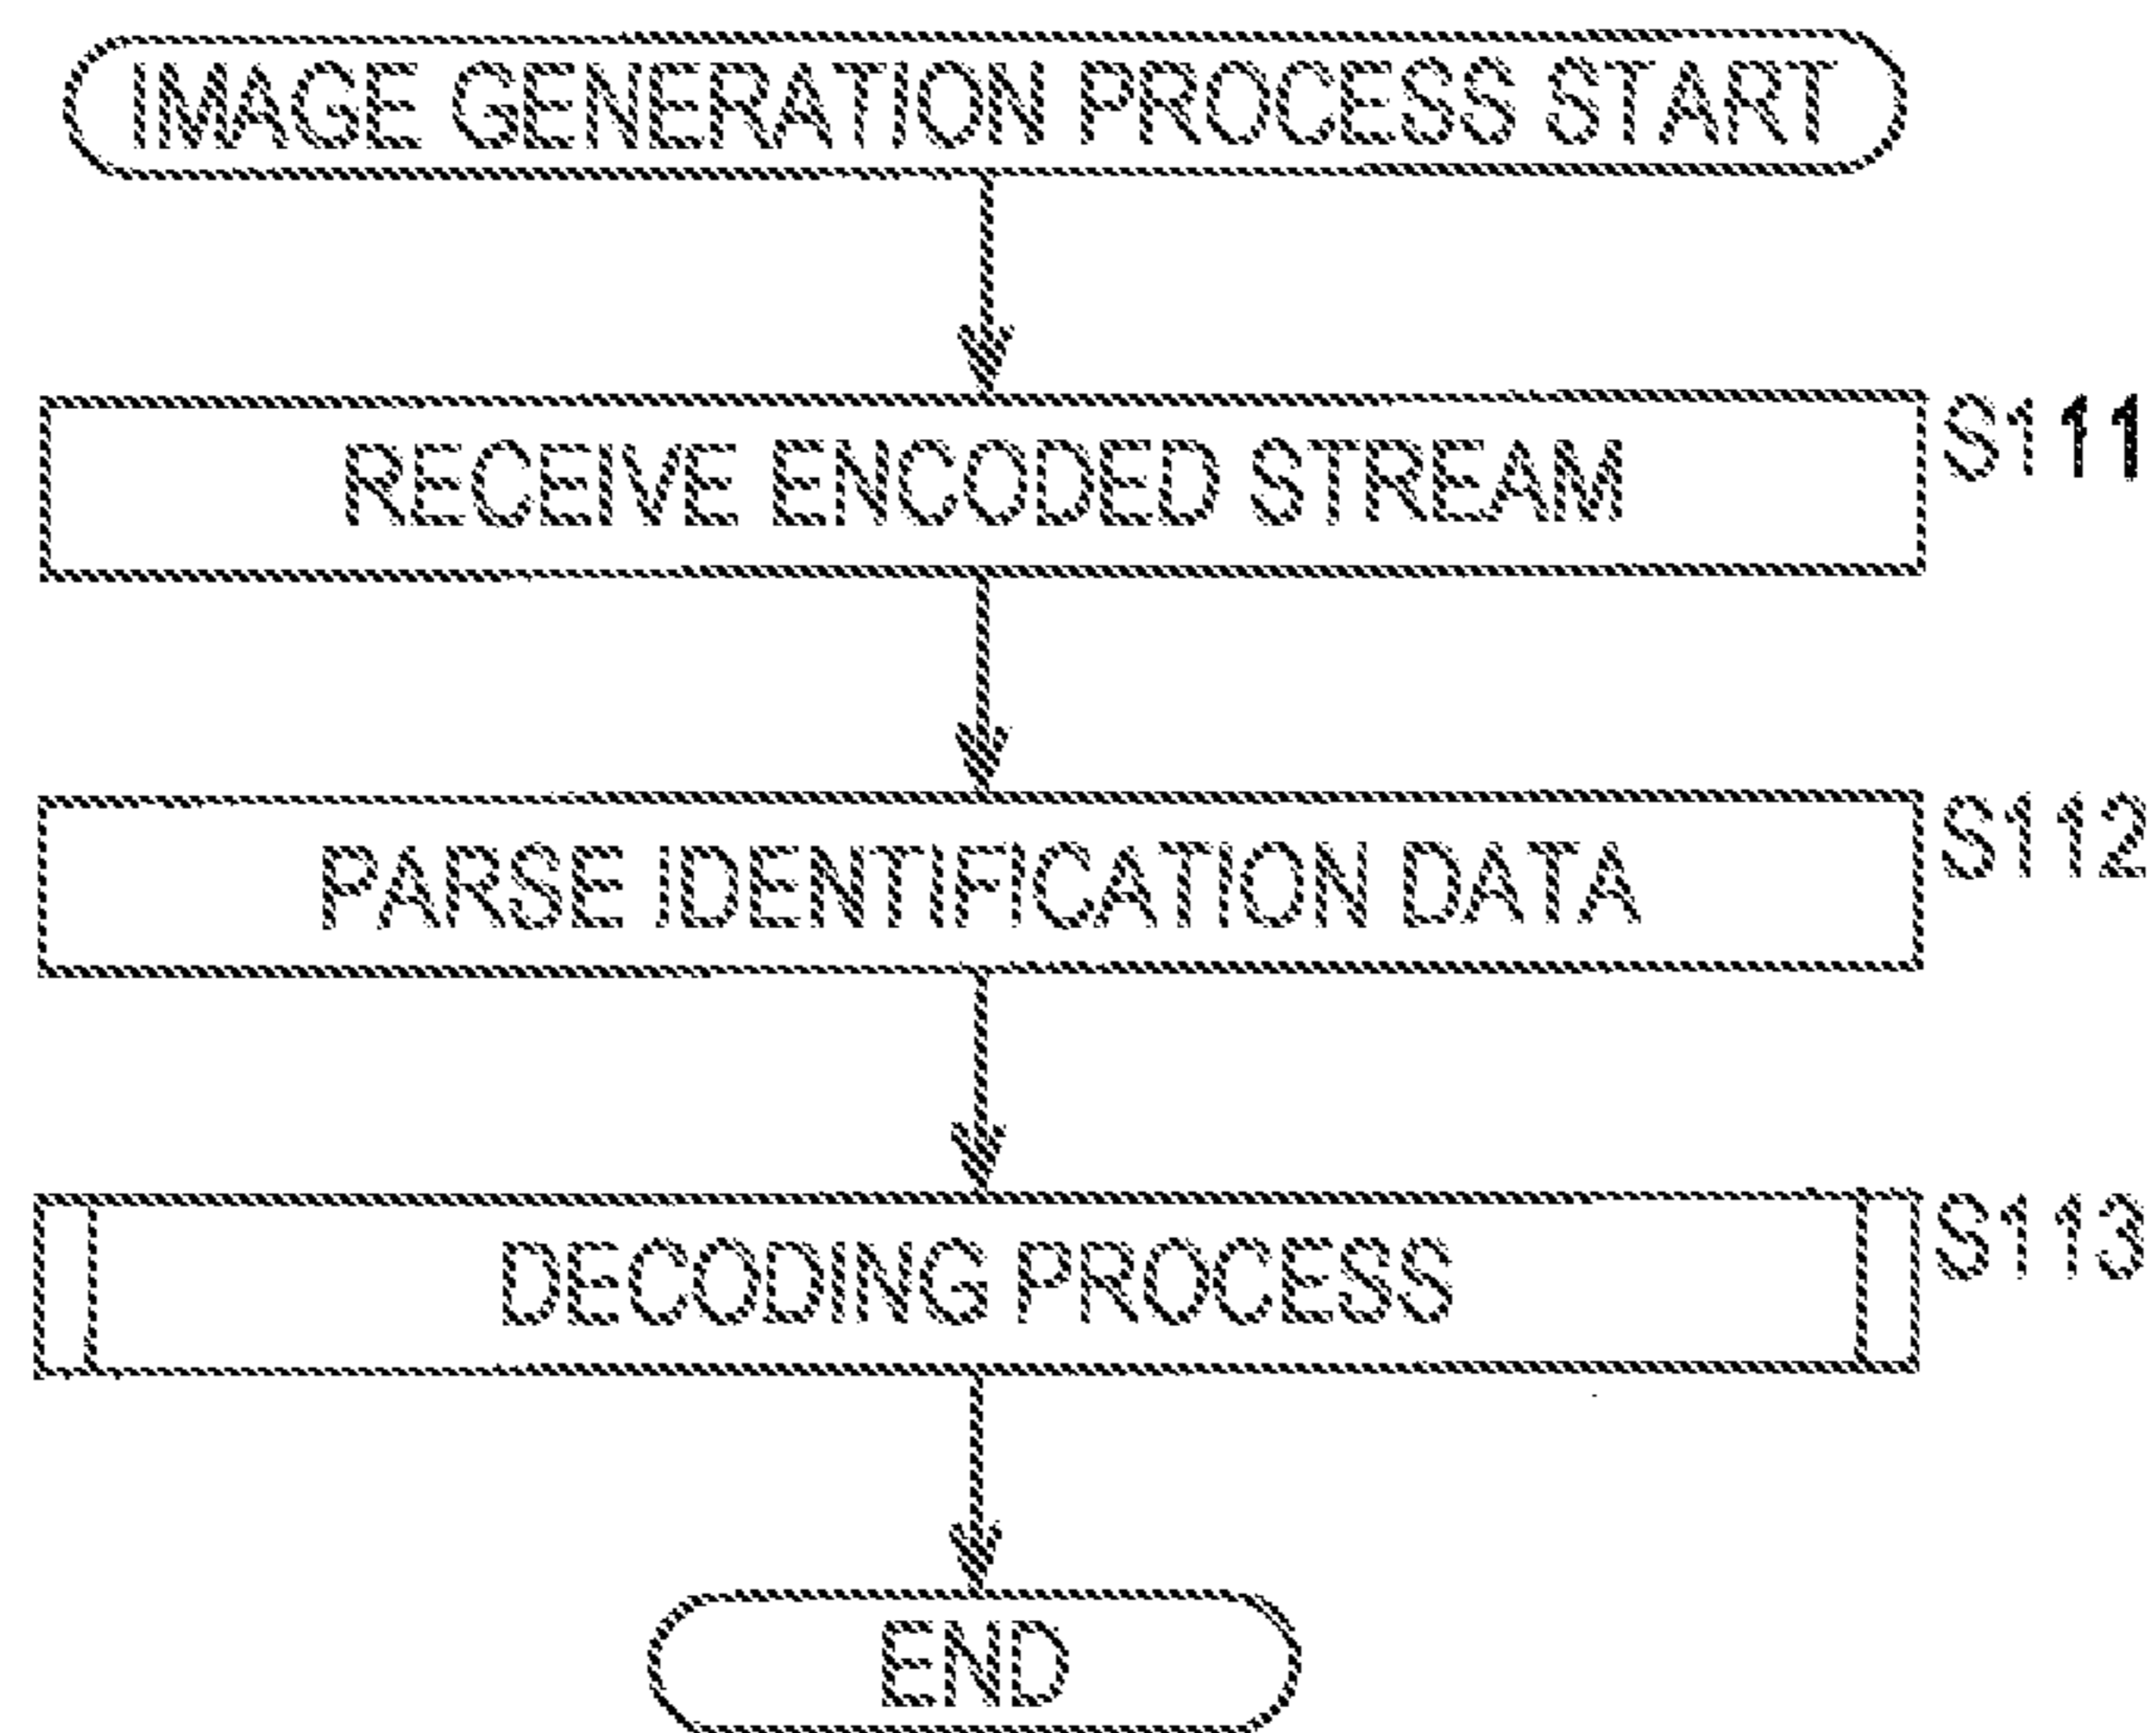 IMAGE GENERATION PROCESS START
RECEIVE ENCODED STREAM
S111
PARSE IDENTIFICATION DATA
S112
DECODING PROCESS
S113
END